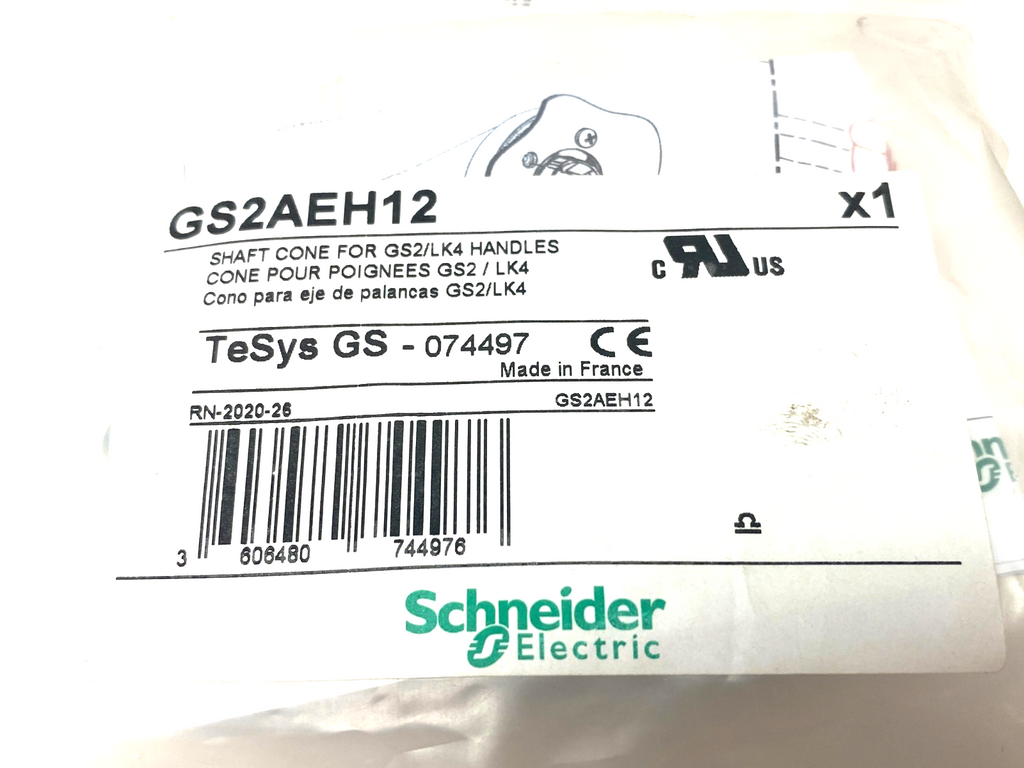 GS2AEH12 x1
SHAFT CONE FOR GS2/LK4 HANDLES
CONE POUR POIGNEES GS2 / LK4
Cono para eje de palancas GS2/LK4
C RU US
TeSys GS - 074497 CE
Made in France
RN-2020-26 GS2AEH12
3 606480 744976
Schneider
Electric